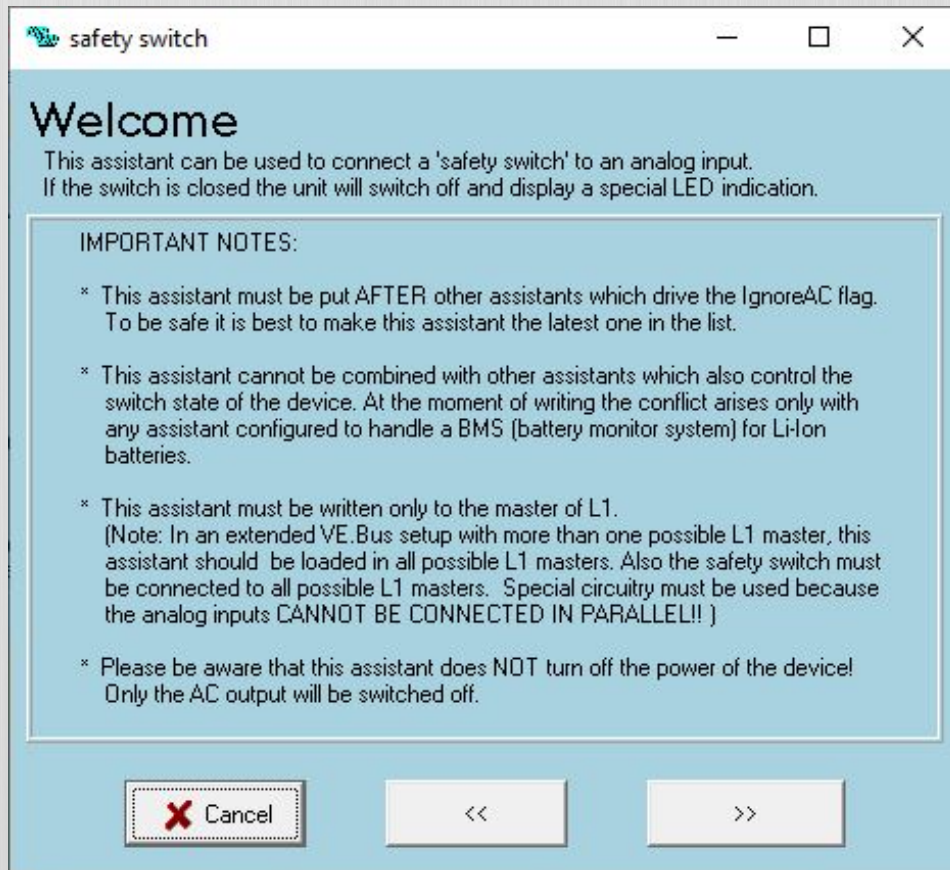 safety switch
Welcome
This assistant can be used to connect a 'safety switch' to an analog input.
If the switch is closed the unit will switch off and display a special LED indication.
IMPORTANT NOTES:
* This assistant must be put AFTER other assistants which drive the IgnoreAC flag.
To be safe it is best to make this assistant the latest one in the list.
* This assistant cannot be combined with other assistants which also control the
switch state of the device. At the moment of writing the conflict arises only with
any assistant configured to handle a BMS (battery monitor system) for Li-Ion
batteries.
* This assistant must be written only to the master of L1.
(Note: In an extended VE.Bus setup with more than one possible L1 master, this
assistant should be loaded in all possible L1 masters. Also the safety switch must
be connected to all possible L1 masters. Special circuitry must be used because
the analog inputs CANNOT BE CONNECTED IN PARALLEL!! )
* Please be aware that this assistant does NOT turn off the power of the device!
Only the AC output will be switched off.
Cancel
<<
>>